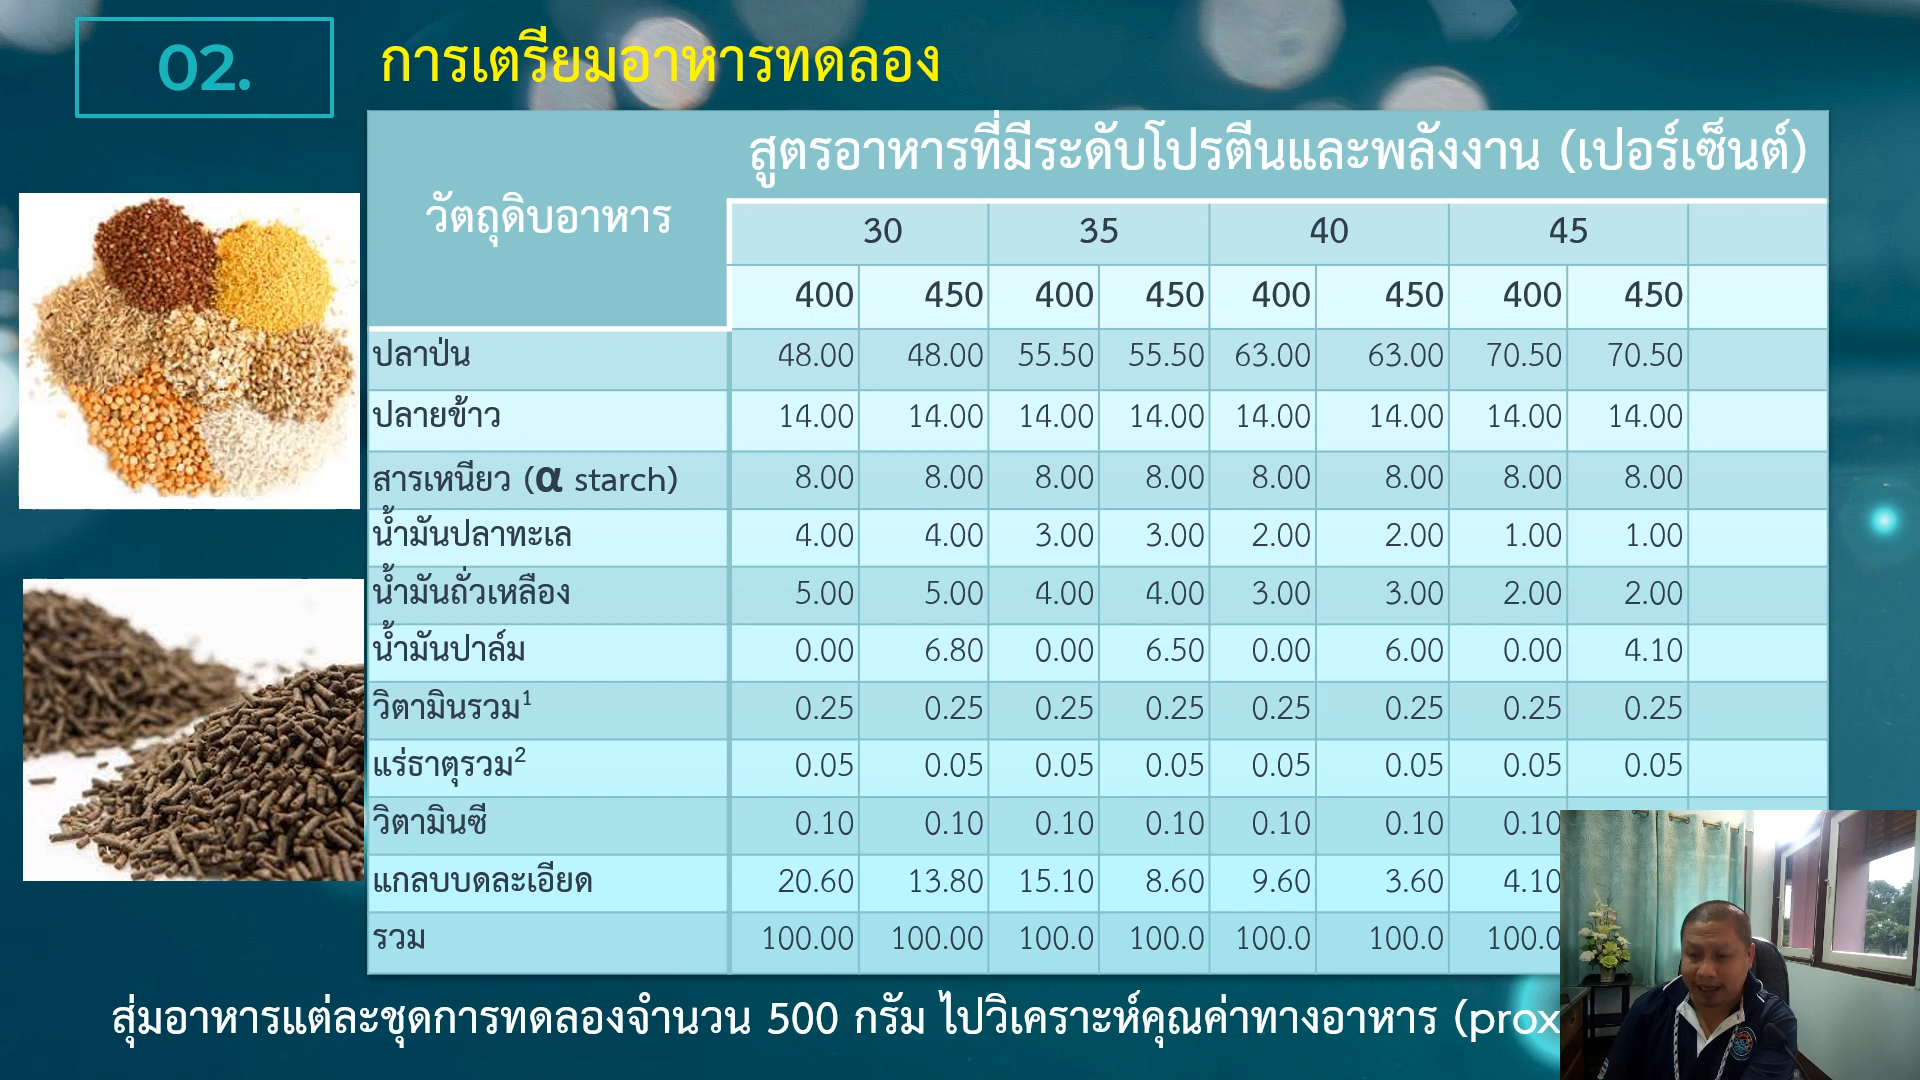 02.
การเตรียมอาหารทดลอง
วัตถุดิบอาหาร สูตรอาหารที่มีระดับโปรตีนและพลังงาน (เปอร์เซ็นต์)
30 35 40 45
400 450 400 450 400 450 400 450
ปลาป่น 48.00 48.00 55.50 55.50 63.00 63.00 70.50 70.50
ปลายข้าว 14.00 14.00 14.00 14.00 14.00 14.00 14.00 14.00
สารเหนียว (α starch) 8.00 8.00 8.00 8.00 8.00 8.00 8.00 8.00
น้ำมันปลาทะเล 4.00 4.00 3.00 3.00 2.00 2.00 1.00 1.00
น้ำมันถั่วเหลือง 5.00 5.00 4.00 4.00 3.00 3.00 2.00 2.00
น้ำมันปาล์ม 0.00 6.80 0.00 6.50 0.00 6.00 0.00 4.10
วิตามินรวม¹ 0.25 0.25 0.25 0.25 0.25 0.25 0.25 0.25
แร่ธาตุรวม² 0.05 0.05 0.05 0.05 0.05 0.05 0.05 0.05
วิตามินซี 0.10 0.10 0.10 0.10 0.10 0.10 0.10
แกลบบดละเอียด 20.60 13.80 15.10 8.60 9.60 3.60 4.10
รวม 100.00 100.00 100.0 100.0 100.0 100.0 100.0
สุ่มอาหารแต่ละชุดการทดลองจำนวน 500 กรัม ไปวิเคราะห์คุณค่าทางอาหาร (prox